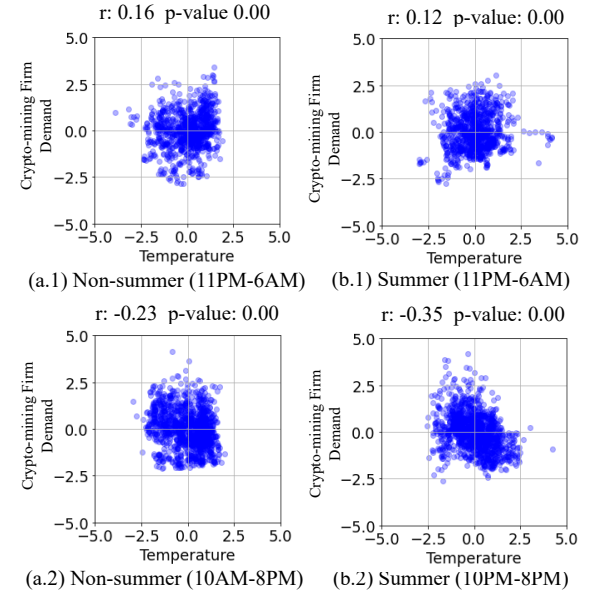 r: 0.16 p-value 0.00
r: 0.12 p-value: 0.00
5.0
2.5
0.0
−2.5
−5.0
Crypto-mining Firm
Demand
−5.0 −2.5 0.0 2.5 5.0
Temperature
(a.1) Non-summer (11PM-6AM)
5.0
2.5
0.0
−2.5
−5.0
Crypto-mining Firm
Demand
−5.0 −2.5 0.0 2.5 5.0
Temperature
(b.1) Summer (11PM-6AM)
r: -0.23 p-value: 0.00
r: -0.35 p-value: 0.00
5.0
2.5
0.0
−2.5
−5.0
Crypto-mining Firm
Demand
−5.0 −2.5 0.0 2.5 5.0
Temperature
(a.2) Non-summer (10AM-8PM)
5.0
2.5
0.0
−2.5
−5.0
Crypto-mining Firm
Demand
−5.0 −2.5 0.0 2.5 5.0
Temperature
(b.2) Summer (10PM-8PM)